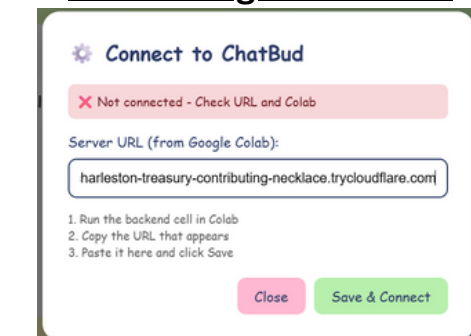 Connect to ChatBud
❌ Not connected - Check URL and Colab
Server URL (from Google Colab):
harleston-treasury-contributing-necklace.trycloudflare.com
1. Run the backend cell in Colab
2. Copy the URL that appears
3. Paste it here and click Save
Close Save & Connect